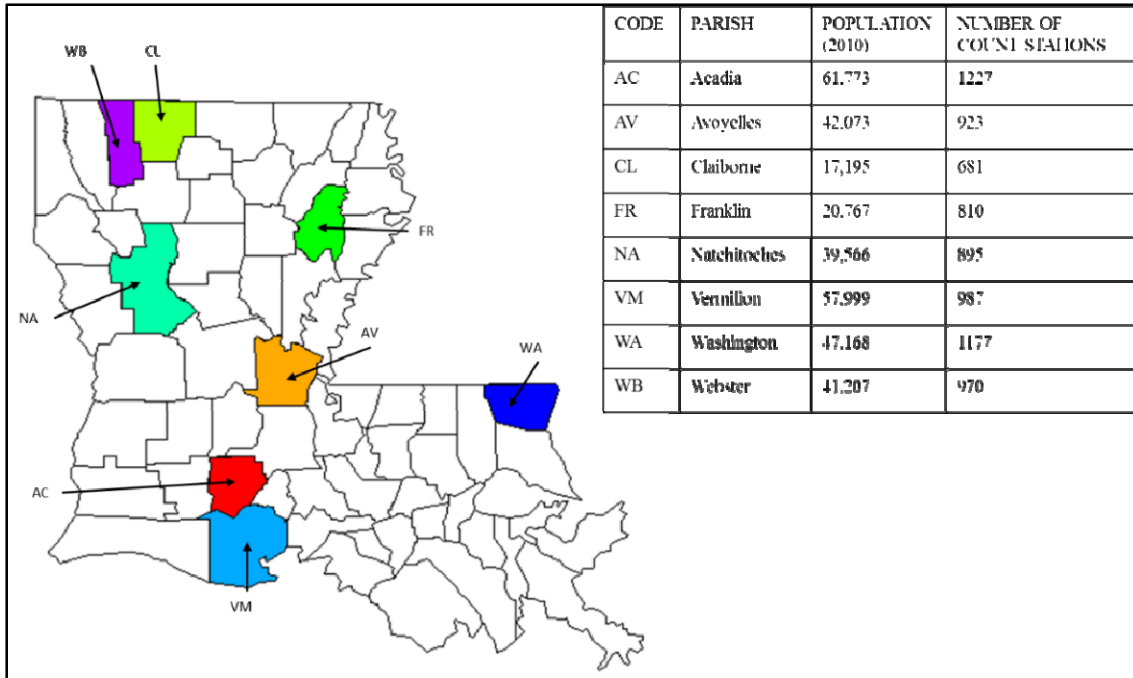 WB
CL
FR
NA
AV
WA
AC
VM
CODE PARISH POPULATION (2010) NUMBER OF COUNT STATIONS
AC Acadia 61,773 1227
AV Avoyelles 42,073 923
CL Claiborne 17,195 681
FR Franklin 20,767 810
NA Natchitoches 39,566 895
VM Vermilion 57,999 987
WA Washington 47,168 1177
WB Webster 41,207 970